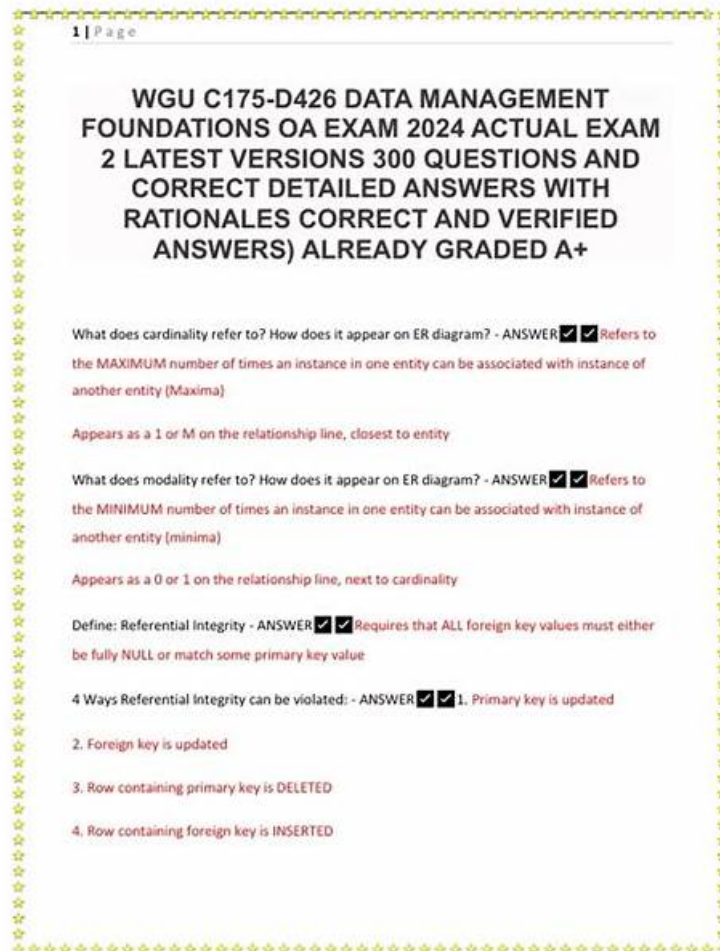 1 | Page
WGU C175-D426 DATA MANAGEMENT
FOUNDATIONS OA EXAM 2024 ACTUAL EXAM
2 LATEST VERSIONS 300 QUESTIONS AND
CORRECT DETAILED ANSWERS WITH
RATIONALES CORRECT AND VERIFIED
ANSWERS) ALREADY GRADED A+
What does cardinality refer to? How does it appear on ER diagram? - ANSWER✔✔Refers to
the MAXIMUM number of times an instance in one entity can be associated with instance of
another entity (Maxima)
Appears as a 1 or M on the relationship line, closest to entity
What does modality refer to? How does it appear on ER diagram? - ANSWER✔✔Refers to
the MINIMUM number of times an instance in one entity can be associated with instance of
another entity (minima)
Appears as a 0 or 1 on the relationship line, next to cardinality
Define: Referential Integrity - ANSWER✔✔Requires that ALL foreign key values must either
be fully NULL or match some primary key value
4 Ways Referential Integrity can be violated: - ANSWER✔✔1. Primary key is updated
2. Foreign key is updated
3. Row containing primary key is DELETED
4. Row containing foreign key is INSERTED